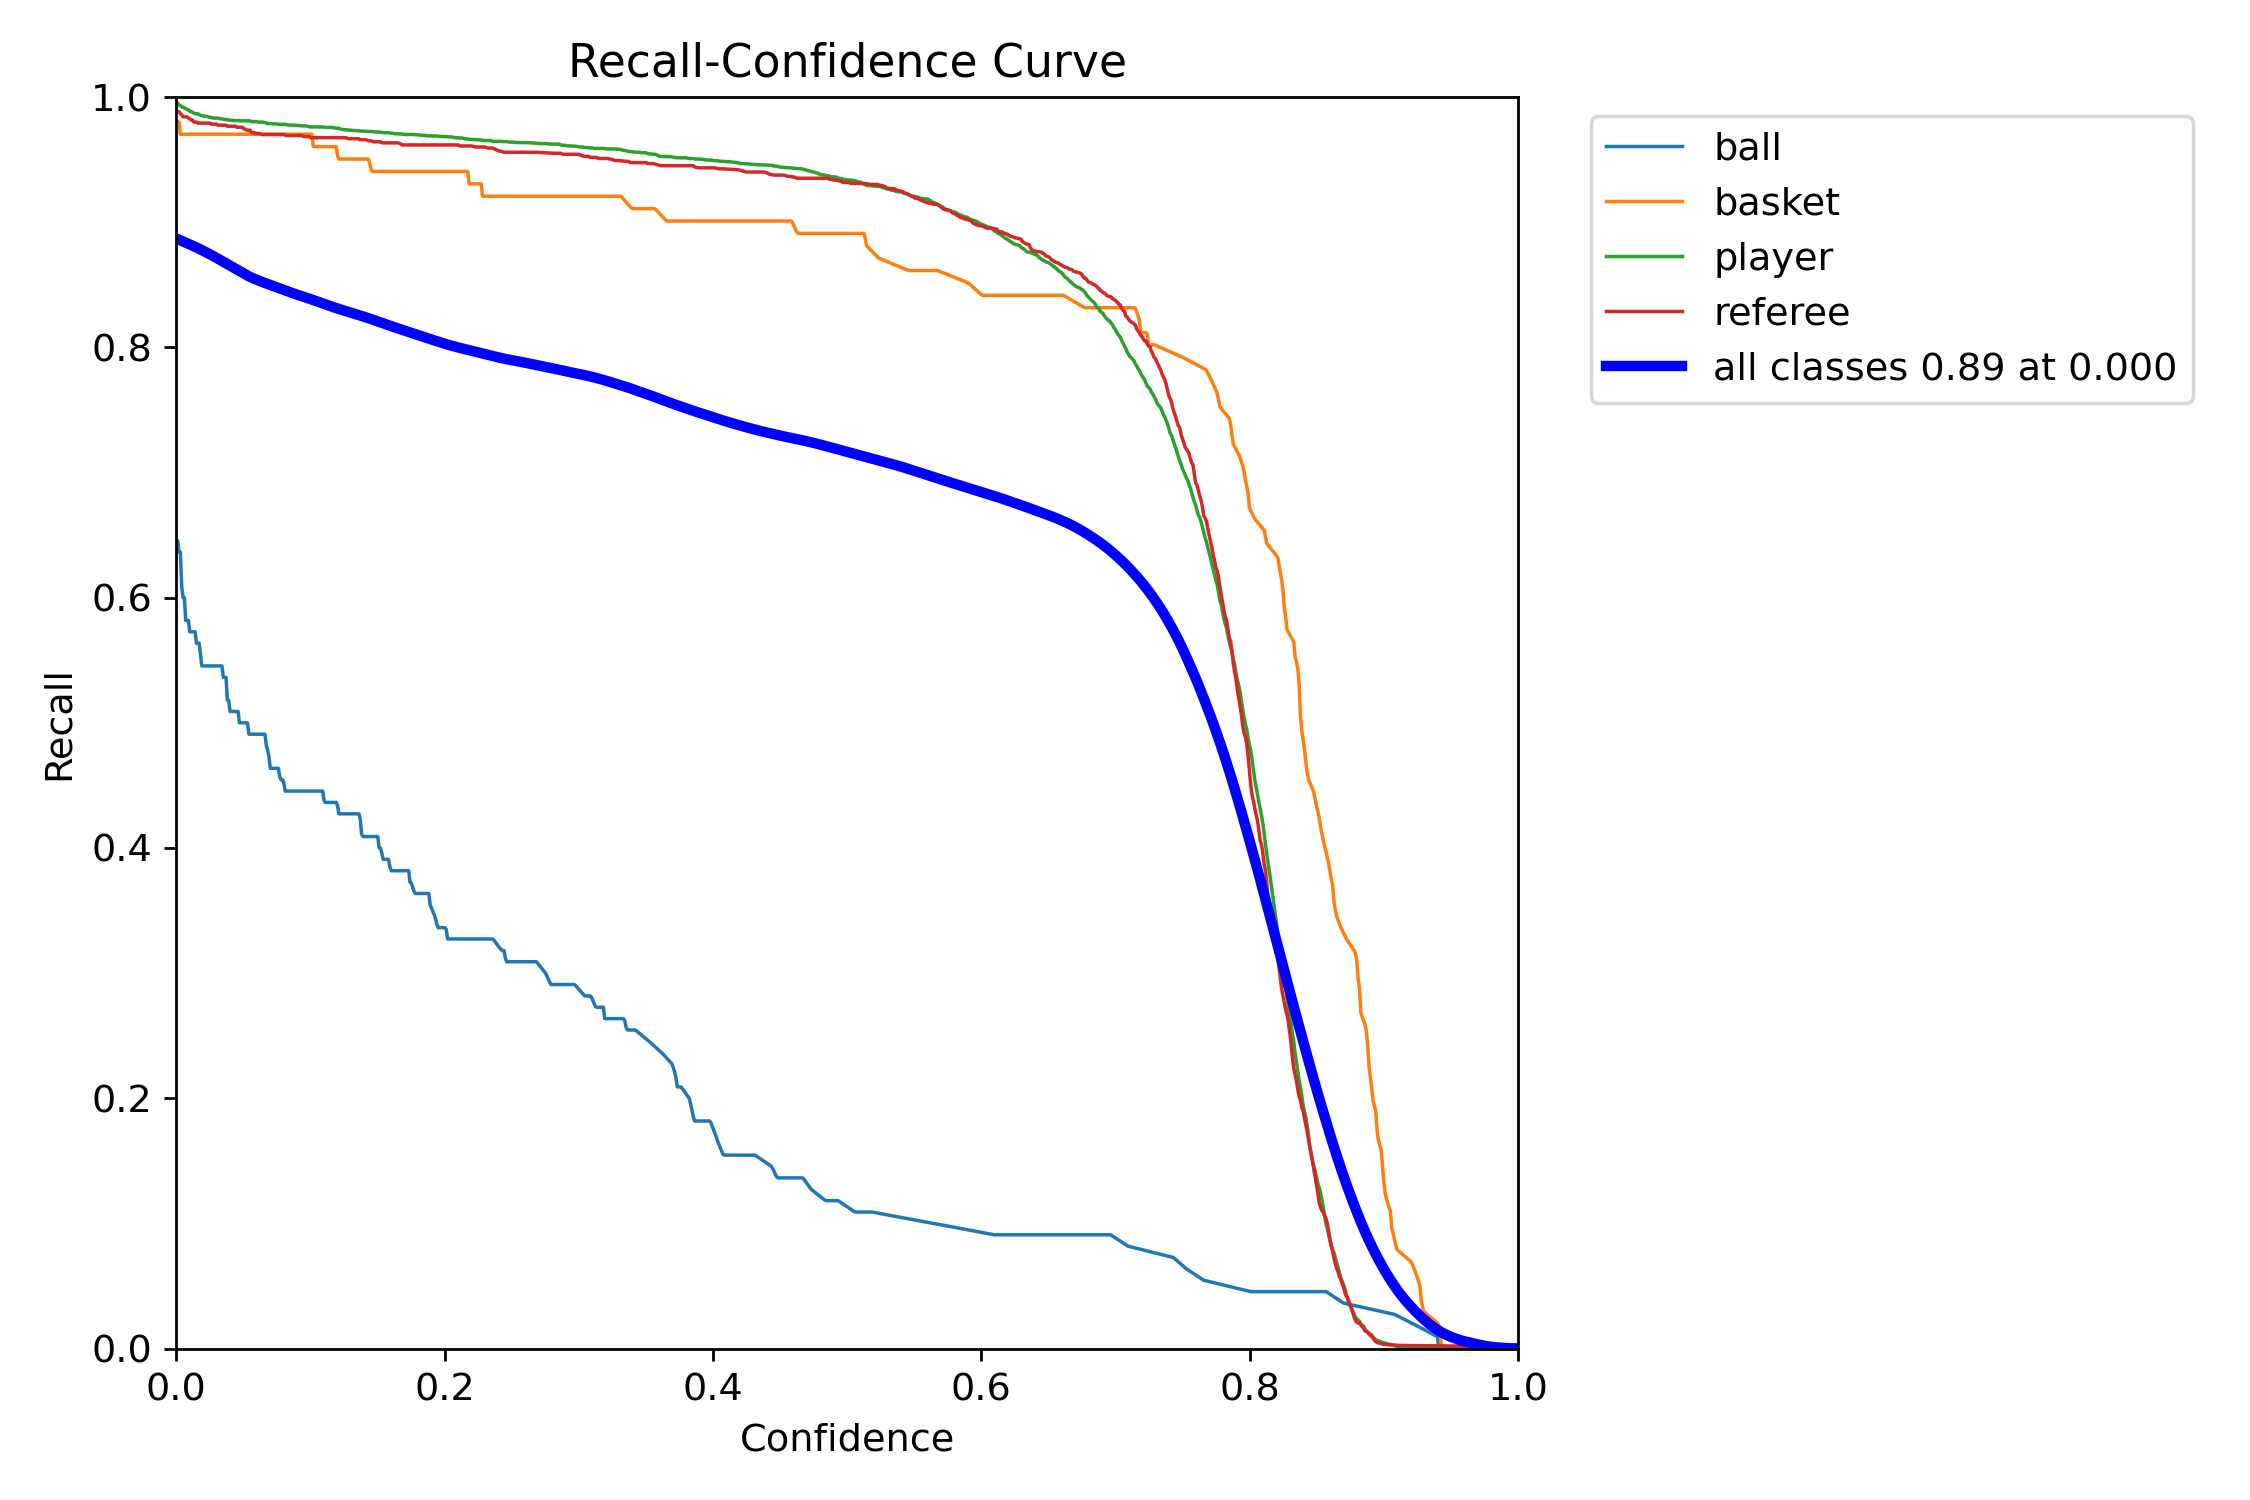 Recall-Confidence Curve
1.0
0.8
0.6
0.4
0.2
0.0
Recall
0.0 0.2 0.4 0.6 0.8 1.0
Confidence
ball
basket
player
referee
all classes 0.89 at 0.000